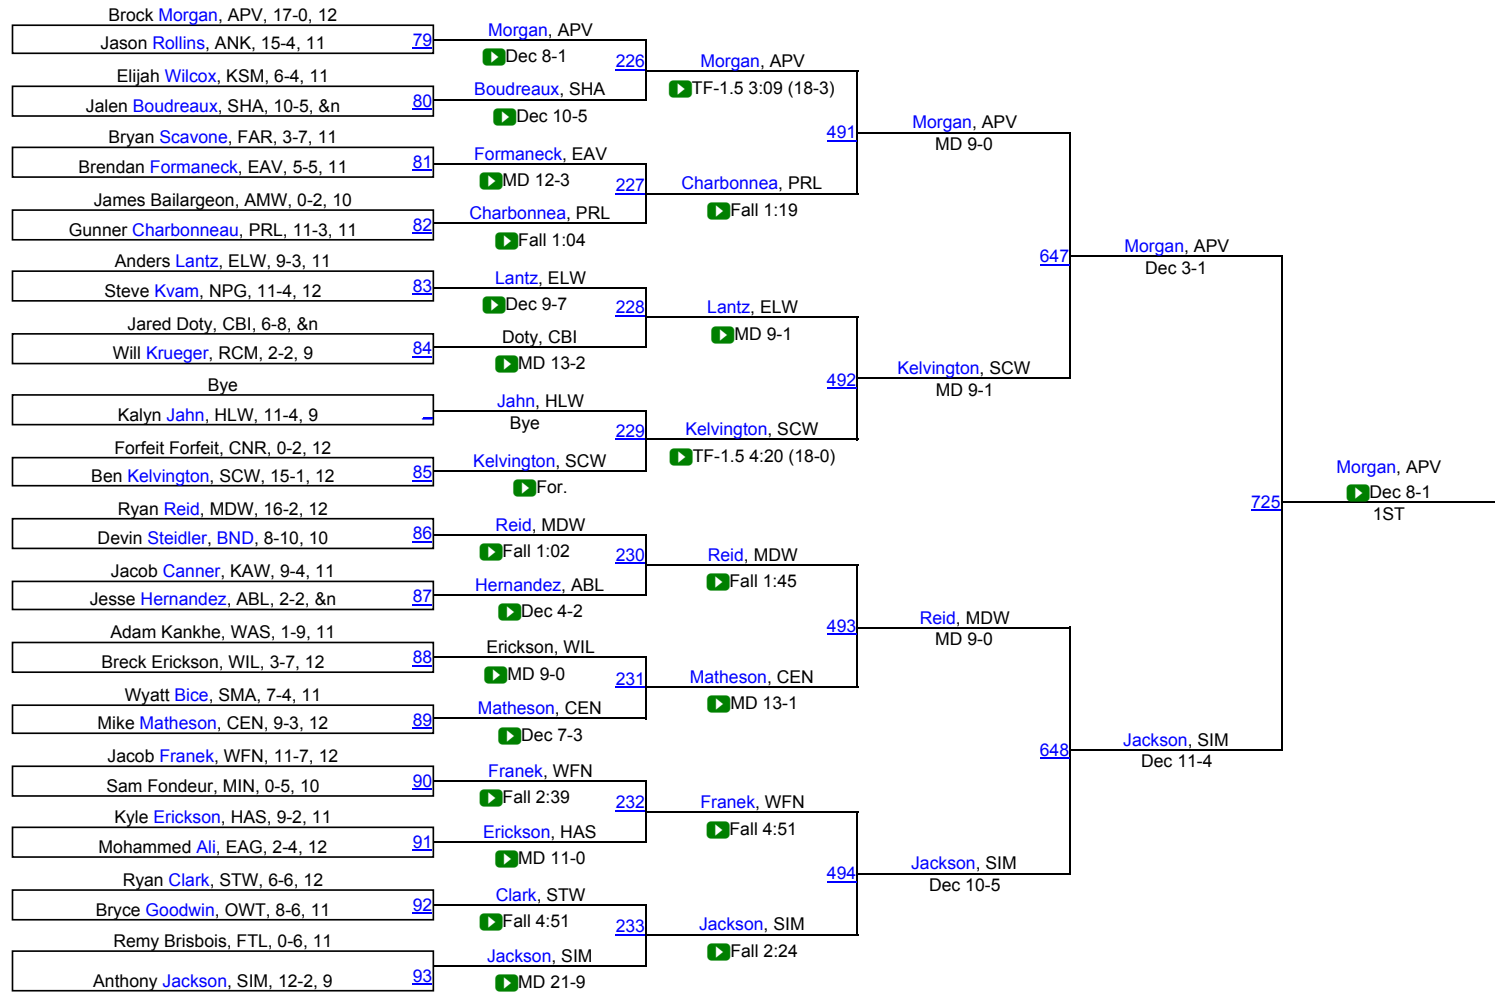 Brock Morgan, APV, 17-0, 12
Jason Rollins, ANK, 15-4, 11
79
Elijah Wilcox, KSM, 6-4, 11
Jalen Boudreaux, SHA, 10-5, &n
80
Bryan Scavone, FAR, 3-7, 11
Brendan Formaneck, EAV, 5-5, 11
81
James Bailargeon, AMW, 0-2, 10
Gunner Charbonneau, PRL, 11-3, 11
82
Anders Lantz, ELW, 9-3, 11
Steve Kvam, NPG, 11-4, 12
83
Jared Doty, CBI, 6-8, &n
Will Krueger, RCM, 2-2, 9
84
Bye
Kalyn Jahn, HLW, 11-4, 9
Forfeit Forfeit, CNR, 0-2, 12
Ben Kelvington, SCW, 15-1, 12
85
Ryan Reid, MDW, 16-2, 12
Devin Steidler, BND, 8-10, 10
86
Jacob Canner, KAW, 9-4, 11
Jesse Hernandez, ABL, 2-2, &n
87
Adam Kankhe, WAS, 1-9, 11
Breck Erickson, WIL, 3-7, 12
88
Wyatt Bice, SMA, 7-4, 11
Mike Matheson, CEN, 9-3, 12
89
Jacob Franek, WFN, 11-7, 12
Sam Fondeur, MIN, 0-5, 10
90
Kyle Erickson, HAS, 9-2, 11
Mohammed Ali, EAG, 2-4, 12
91
Ryan Clark, STW, 6-6, 12
Bryce Goodwin, OWT, 8-6, 11
92
Remy Brisbois, FTL, 0-6, 11
Anthony Jackson, SIM, 12-2, 9
93
Morgan, APV
Dec 8-1
226
Boudreaux, SHA
Dec 10-5
Formaneck, EAV
MD 12-3
227
Charbonnea, PRL
Fall 1:04
Lantz, ELW
Dec 9-7
228
Doty, CBI
MD 13-2
Jahn, HLW
Bye
229
Kelvington, SCW
For.
Reid, MDW
Fall 1:02
230
Hernandez, ABL
Dec 4-2
Erickson, WIL
MD 9-0
231
Matheson, CEN
Dec 7-3
Franek, WFN
Fall 2:39
232
Erickson, HAS
MD 11-0
Clark, STW
Fall 4:51
233
Jackson, SIM
MD 21-9
Morgan, APV
TF-1.5 3:09 (18-3)
491
Charbonnea, PRL
Fall 1:19
Lantz, ELW
MD 9-1
492
Kelvington, SCW
TF-1.5 4:20 (18-0)
Reid, MDW
Fall 1:45
493
Matheson, CEN
MD 13-1
Franek, WFN
Fall 4:51
494
Jackson, SIM
Fall 2:24
Morgan, APV
MD 9-0
647
Kelvington, SCW
MD 9-1
Reid, MDW
MD 9-0
648
Jackson, SIM
Dec 10-5
Morgan, APV
Dec 3-1
725
Jackson, SIM
Dec 11-4
Morgan, APV
Dec 8-1
1ST